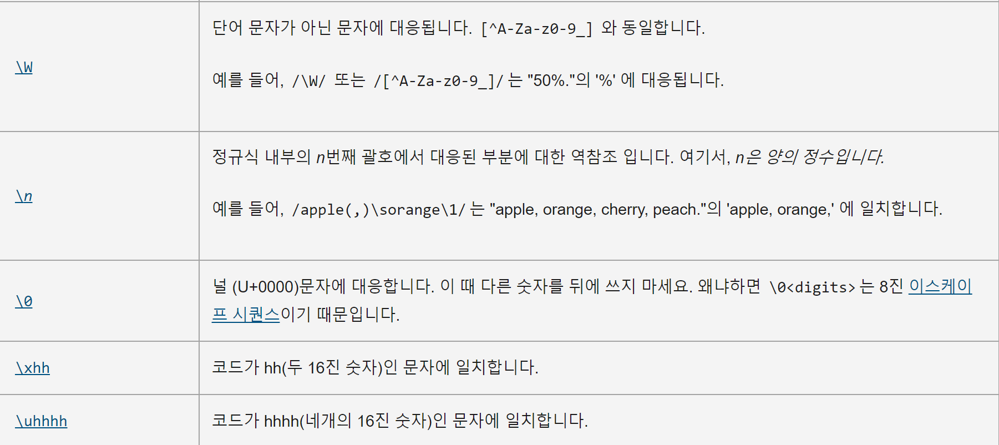 \W
단어 문자가 아닌 문자에 대응됩니다. [^A-Za-z0-9_] 와 동일합니다.
예를 들어, /\W/ 또는 /[^A-Za-z0-9_]/ 는 "50%."의 '%' 에 대응됩니다.
\n
정규식 내부의 n번째 괄호에서 대응된 부분에 대한 역참조 입니다. 여기서, n은 양의 정수입니다.
예를 들어, /apple(,)\sorange\1/ 는 "apple, orange, cherry, peach."의 'apple, orange,' 에 일치합니다.
\0
널 (U+0000)문자에 대응합니다. 이 때 다른 숫자를 뒤에 쓰지 마세요. 왜냐하면 \0<digits> 는 8진 이스케이
프 시퀀스이기 때문입니다.
\xhh
코드가 hh(두 16진 숫자)인 문자에 일치합니다.
\uhhhh
코드가 hhhh(네개의 16진 숫자)인 문자에 일치합니다.